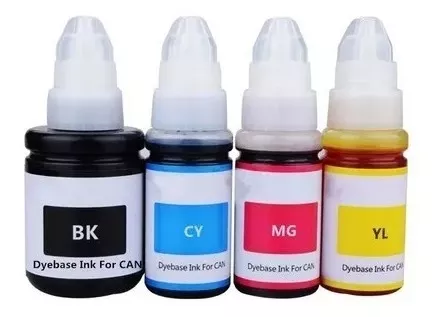 BK
Dyebase Ink For CAN
CY
Dyebase Ink For CAN
MG
Dyebase Ink For CAN
YL
Dyebase Ink For CAN